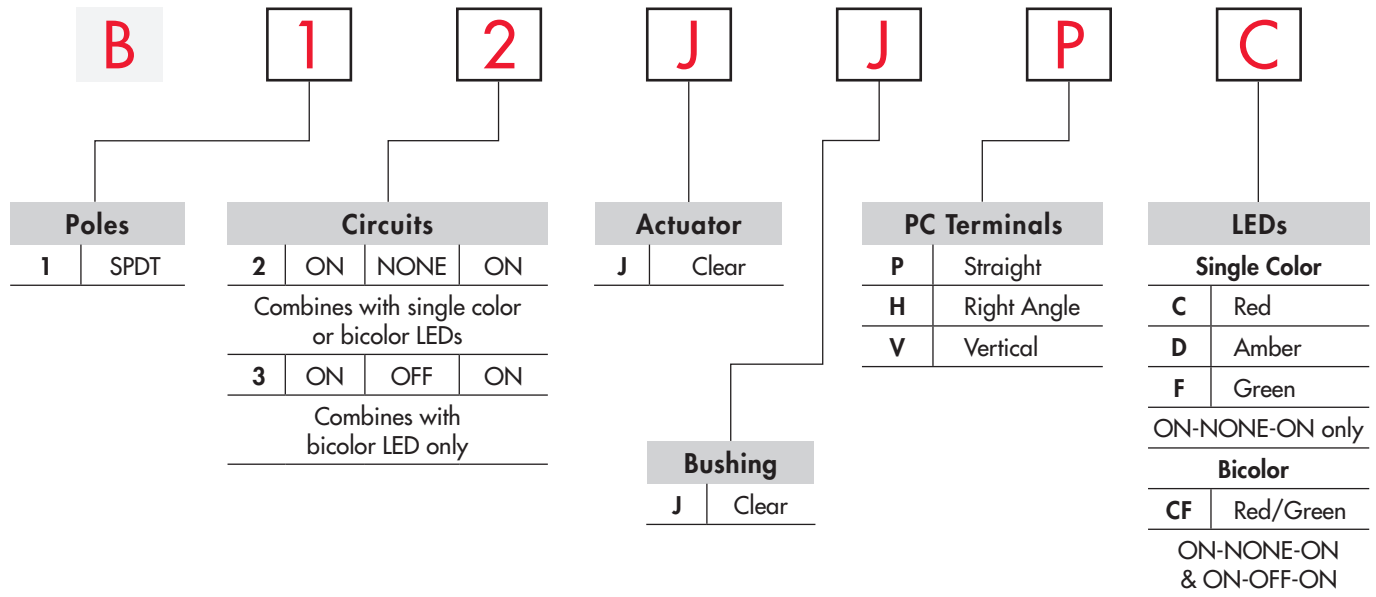 B 1 2 J J P C
Poles
1 SPDT
Circuits
2 ON NONE ON
Combines with single color
or bicolor LEDs
3 ON OFF ON
Combines with
bicolor LED only
Actuator
J Clear
Bushing
J Clear
PC Terminals
P Straight
H Right Angle
V Vertical
LEDs
Single Color
C Red
D Amber
F Green
ON-NONE-ON only
Bicolor
CF Red/Green
ON-NONE-ON
& ON-OFF-ON